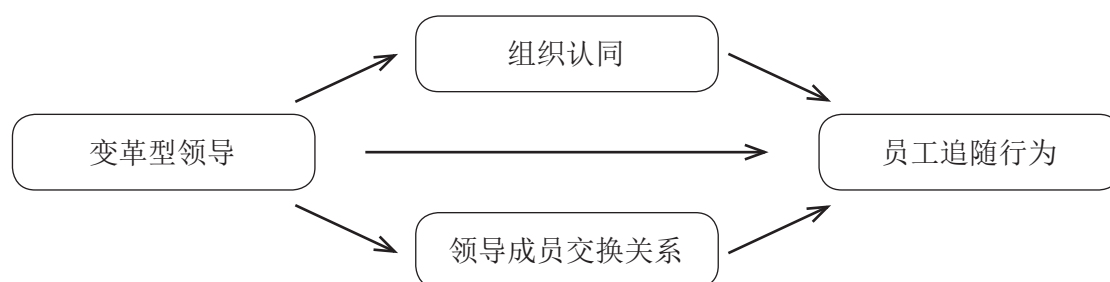 组织认同
变革型领导
员工追随行为
领导成员交换关系